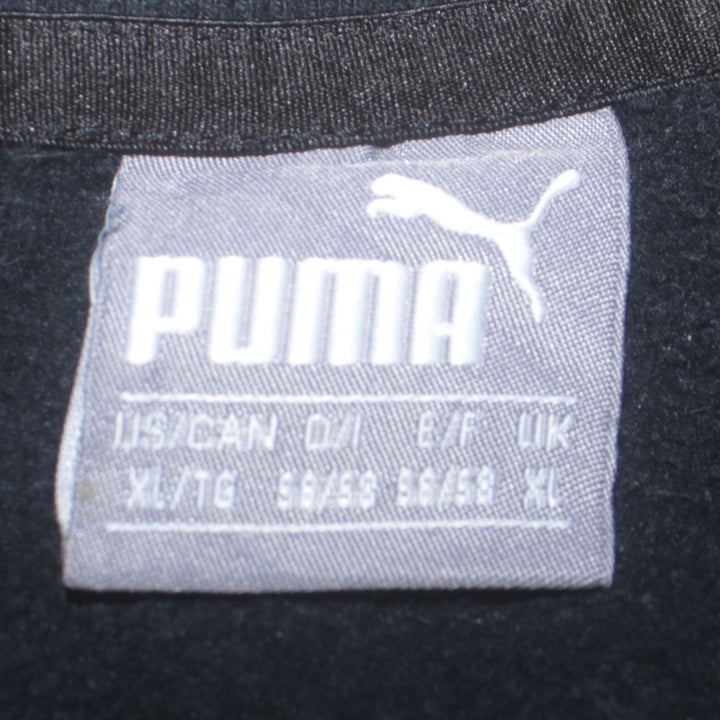 PUMA
US/CAN D/I E/F UK
XL/TG 56/58 56/58 XL